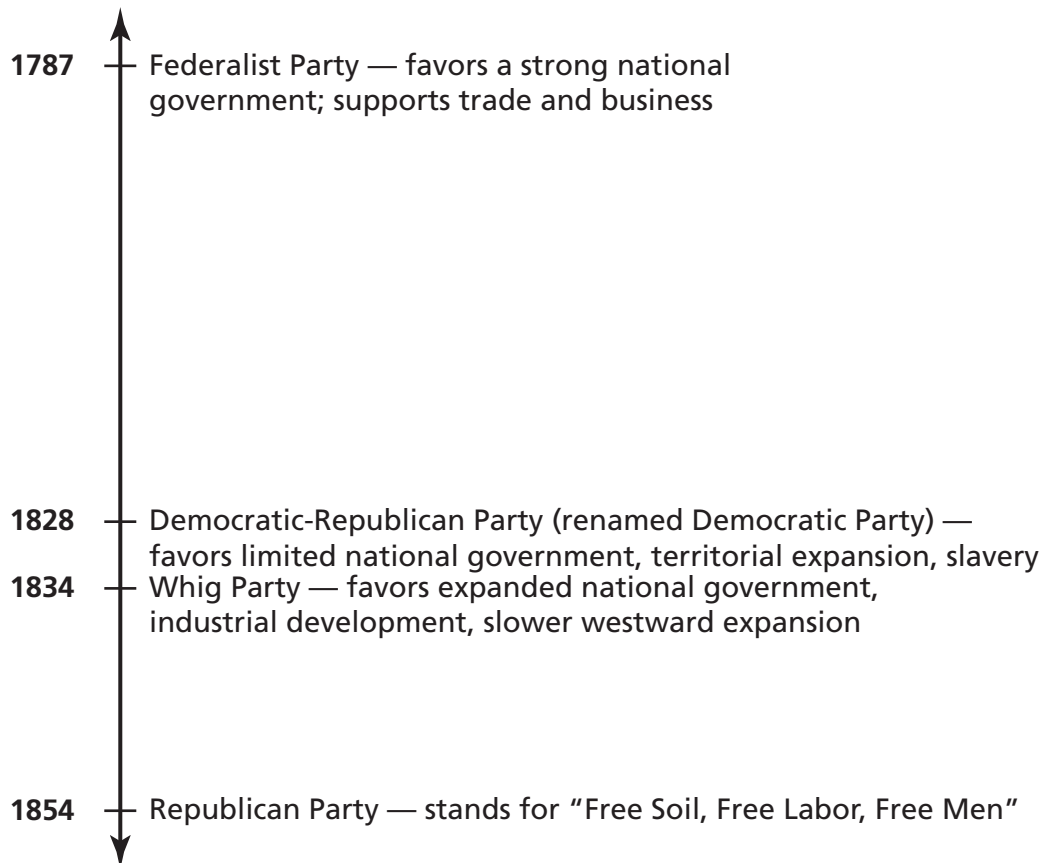 1787 Federalist Party — favors a strong national
government; supports trade and business
1828 Democratic-Republican Party (renamed Democratic Party) —
favors limited national government, territorial expansion, slavery
1834 Whig Party — favors expanded national government,
industrial development, slower westward expansion
1854 Republican Party — stands for “Free Soil, Free Labor, Free Men”